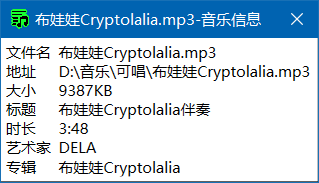 布娃娃Cryptolalia.mp3-音乐信息
文件名 布娃娃Cryptolalia.mp3
地址 D:\音乐\可唱\布娃娃Cryptolalia.mp3
大小 9387KB
标题 布娃娃Cryptolalia伴奏
时长 3:48
艺术家 DELA
专辑 布娃娃Cryptolalia